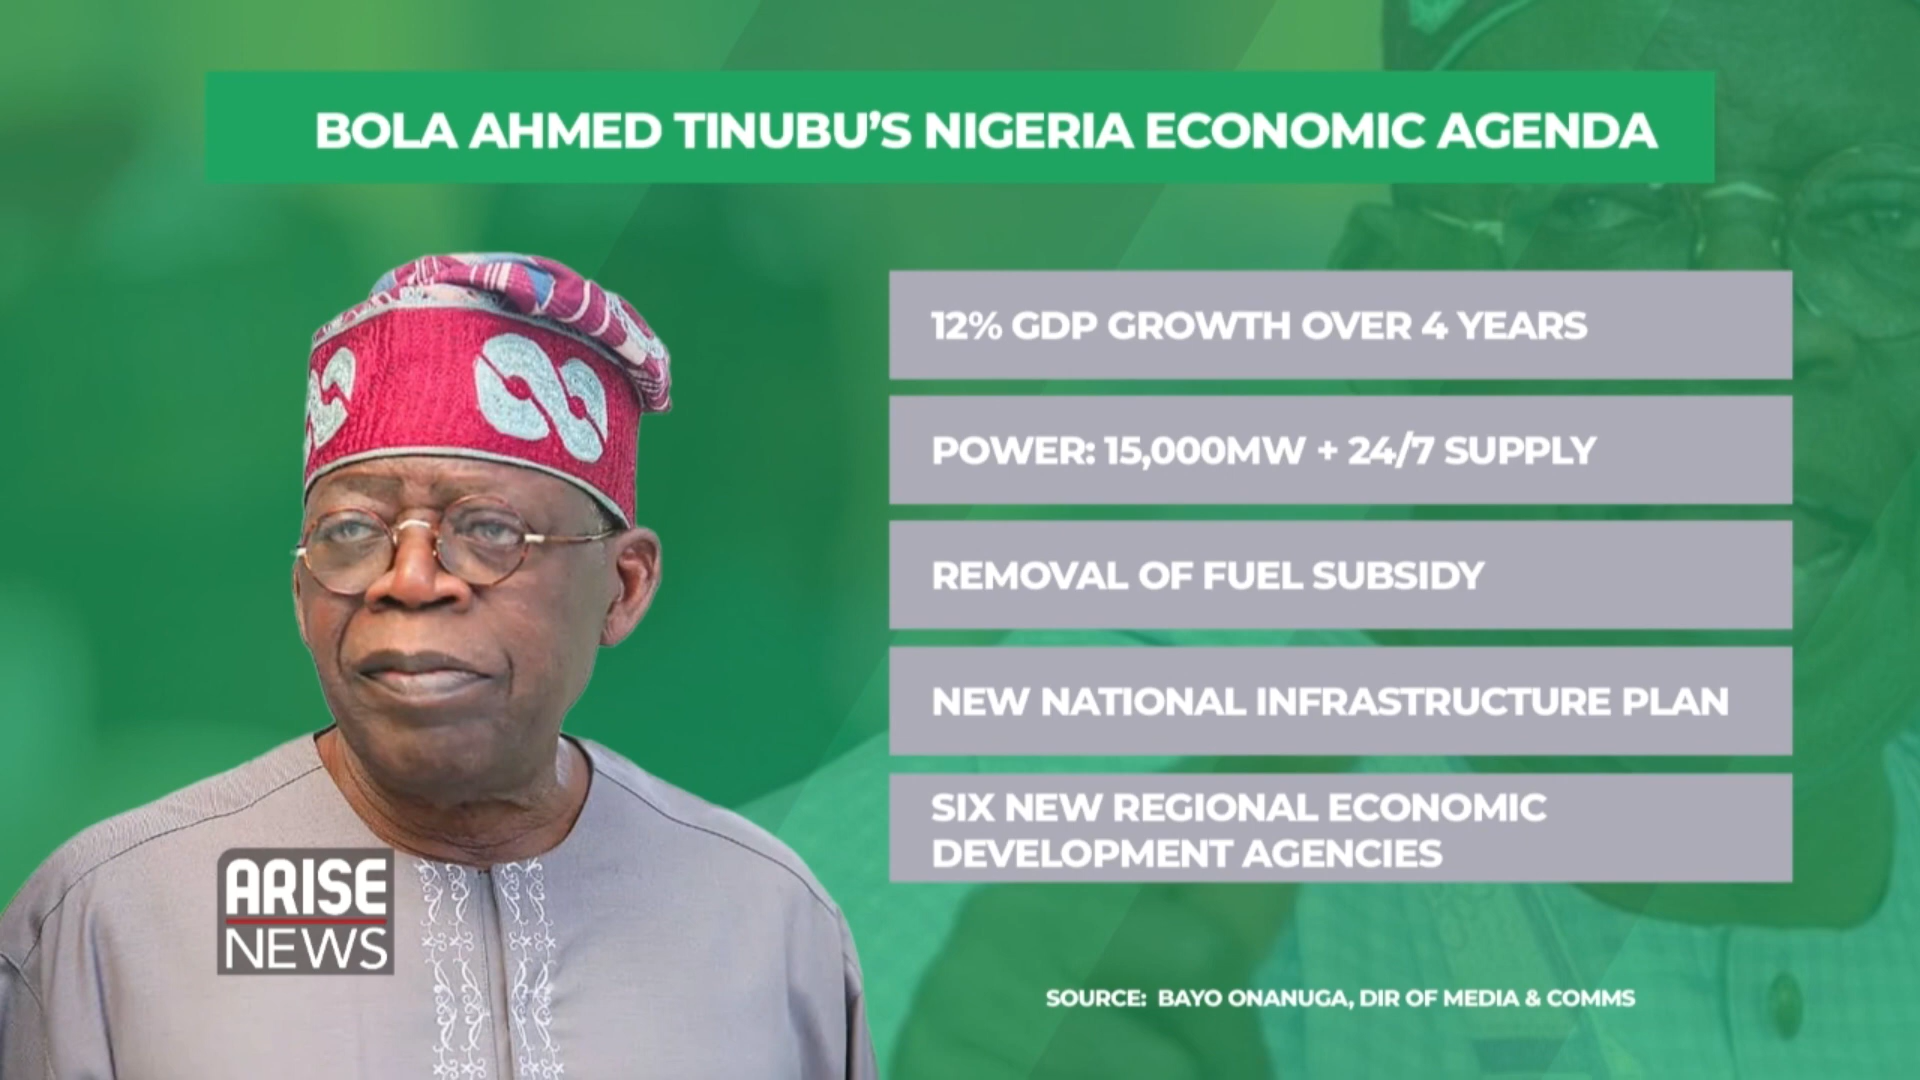 BOLA AHMED TINUBU’S NIGERIA ECONOMIC AGENDA
12% GDP GROWTH OVER 4 YEARS
POWER: 15,000MW + 24/7 SUPPLY
REMOVAL OF FUEL SUBSIDY
NEW NATIONAL INFRASTRUCTURE PLAN
SIX NEW REGIONAL ECONOMIC
DEVELOPMENT AGENCIES
ARISE
NEWS
SOURCE: BAYO ONANUGA, DIR OF MEDIA & COMMS